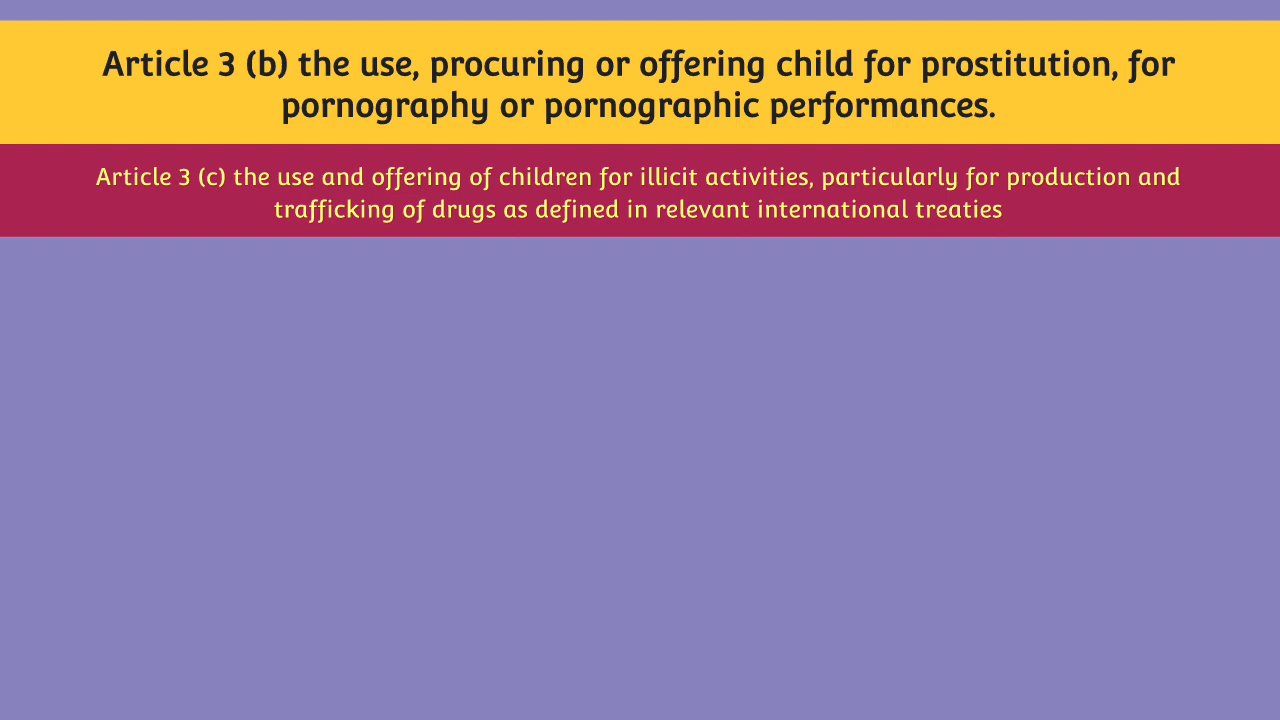 Article 3 (b) the use, procuring or offering child for prostitution, for
pornography or pornographic performances.
Article 3 (c) the use and offering of children for illicit activities, particularly for production and
trafficking of drugs as defined in relevant international treaties